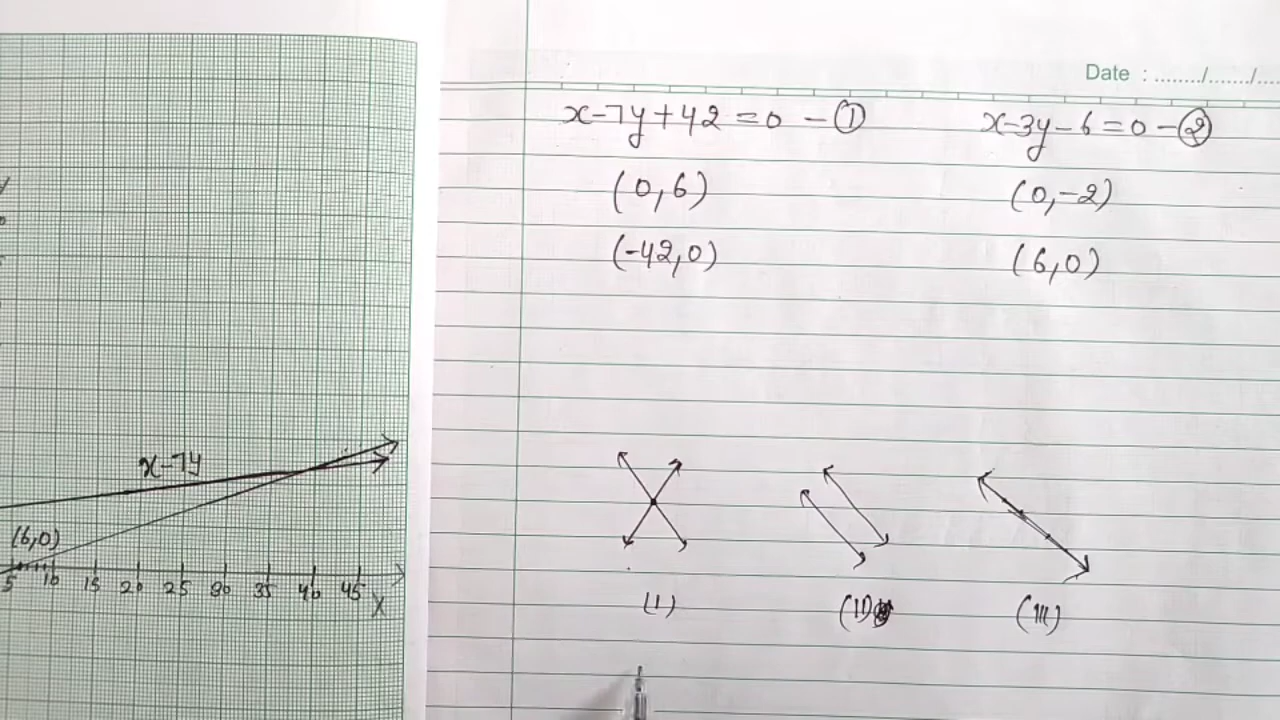 Date : ......../......./....
x-7y+42=0 - ①
x-3y-6=0 - ②
(0,6)
(0,-2)
(-42,0)
(6,0)
x-7y
(6,0)
5 10 15 20 25 30 35 40 45
X
(I)
(II)
(III)